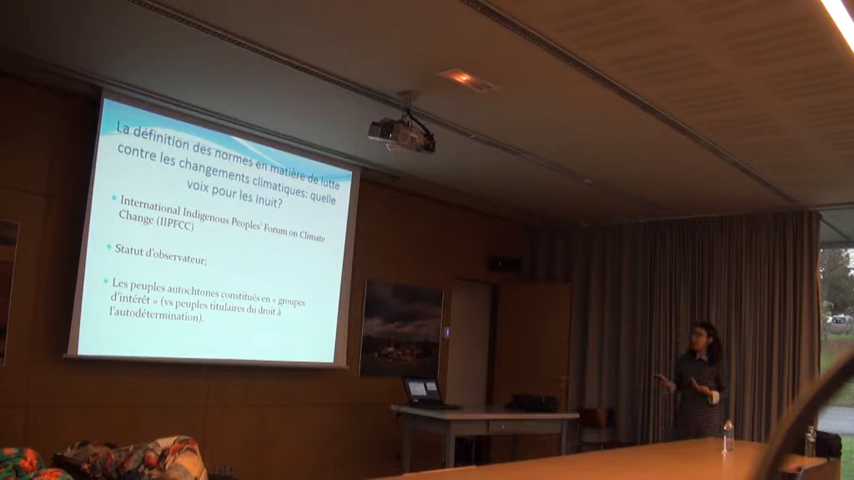 La définition des normes en matière de lutte
contre les changements climatiques: quelle
voix pour les Inuit?
International Indigenous Peoples' Forum on Climate
Change (IIPFCC)
Statut d'observateur;
Les peuples autochtones constitués en « groupes
d'intérêt » (vs peuples titulaires du droit à
l'autodétermination).